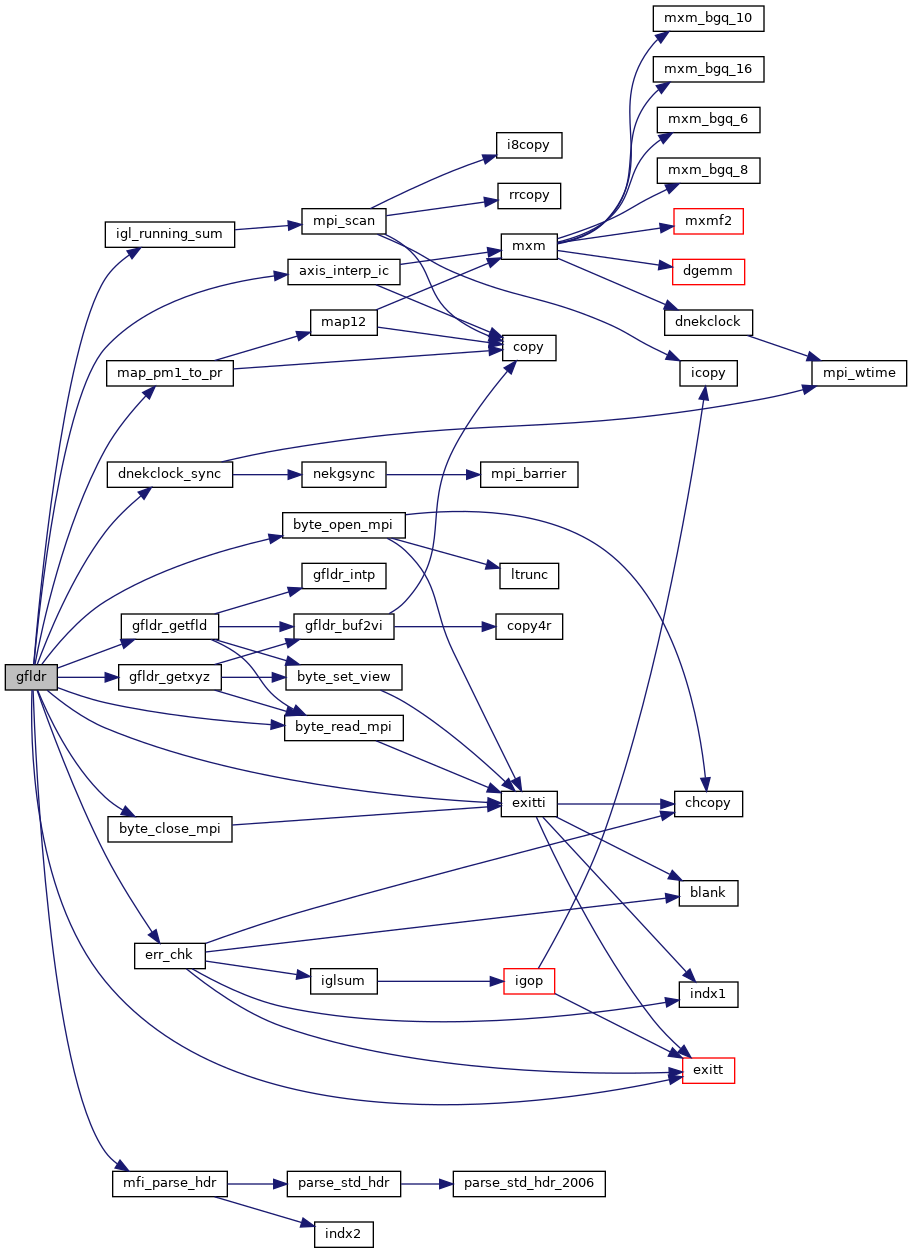 mxm_bgq_10
mxm_bgq_16
mxm_bgq_6
i8copy
mxm_bgq_8
rrcopy
mpi_scan
mxmf2
igl_running_sum
mxm
axis_interp_ic
dgemm
map12
dnekclock
copy
map_pm1_to_pr
icopy
mpi_wtime
dnekclock_sync
nekgsync
mpi_barrier
byte_open_mpi
gfldr_intp
ltrunc
gfldr_getfld
gfldr_buf2vi
copy4r
gfldr
gfldr_getxyz
byte_set_view
byte_read_mpi
exitti
chcopy
byte_close_mpi
blank
err_chk
iglsum
igop
indx1
exitt
mfi_parse_hdr
parse_std_hdr
parse_std_hdr_2006
indx2